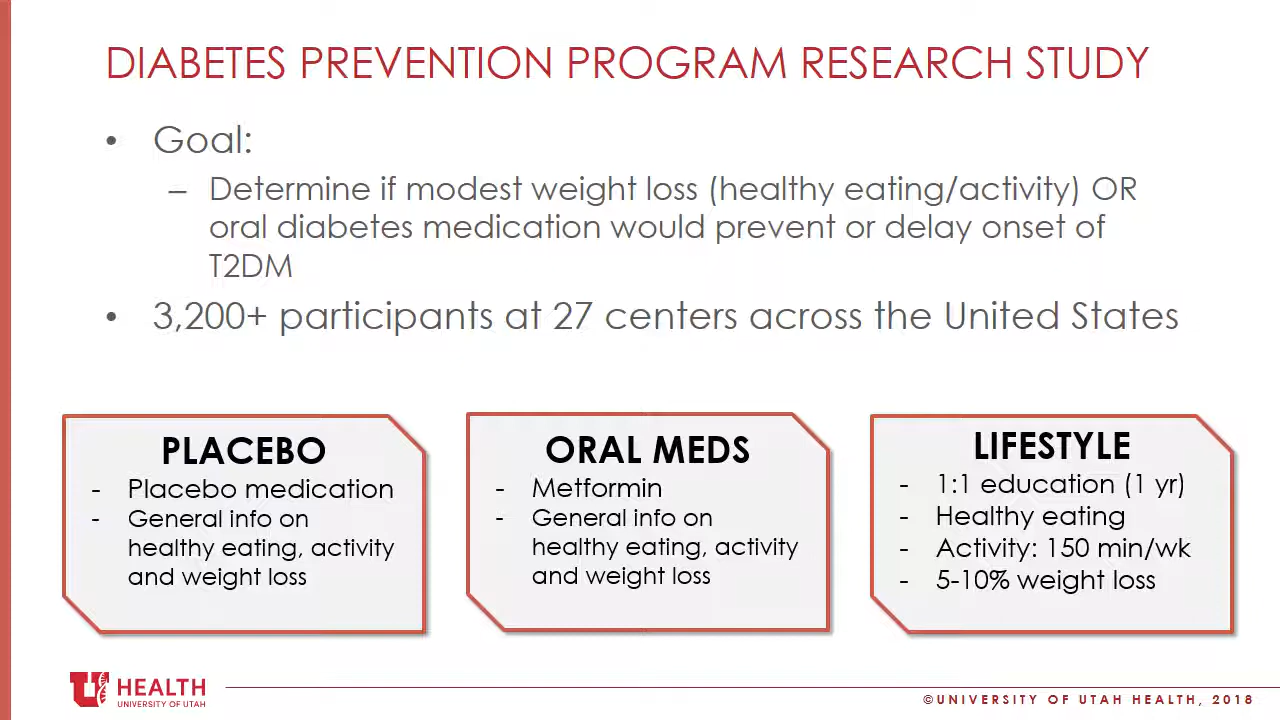 DIABETES PREVENTION PROGRAM RESEARCH STUDY
• Goal:
– Determine if modest weight loss (healthy eating/activity) OR
oral diabetes medication would prevent or delay onset of
T2DM
• 3,200+ participants at 27 centers across the United States
PLACEBO
- Placebo medication
- General info on
healthy eating, activity
and weight loss
ORAL MEDS
- Metformin
- General info on
healthy eating, activity
and weight loss
LIFESTYLE
- 1:1 education (1 yr)
- Healthy eating
- Activity: 150 min/wk
- 5-10% weight loss
U HEALTH
UNIVERSITY OF UTAH
©UNIVERSITY OF UTAH HEALTH, 2018